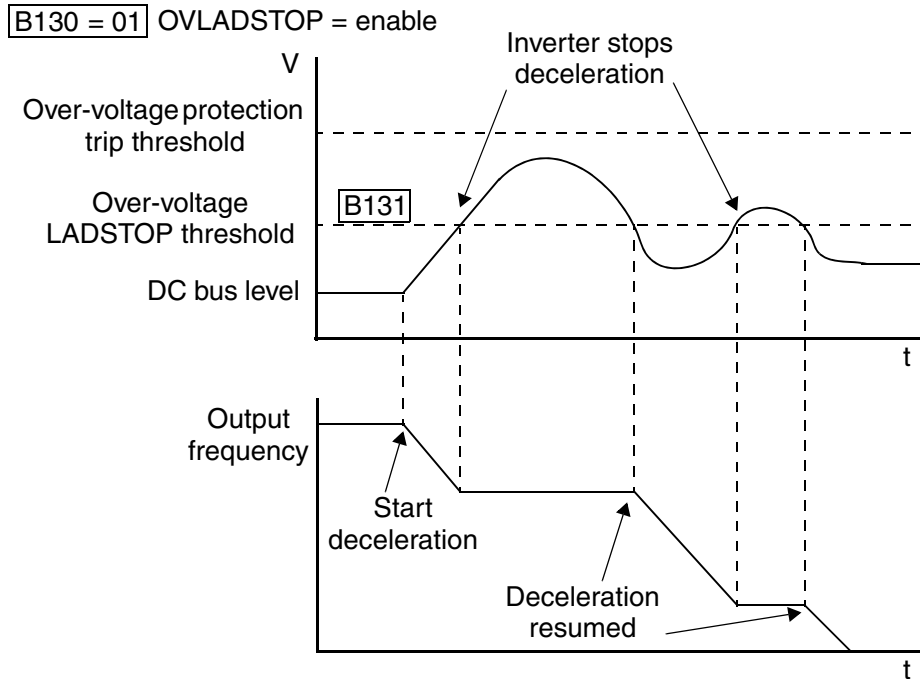 B130 = 01 OVLADSTOP = enable
V
Inverter stops
deceleration
Over-voltage protection
trip threshold
Over-voltage
LADSTOP threshold
B131
DC bus level
t
Output
frequency
Start
deceleration
Deceleration
resumed
t